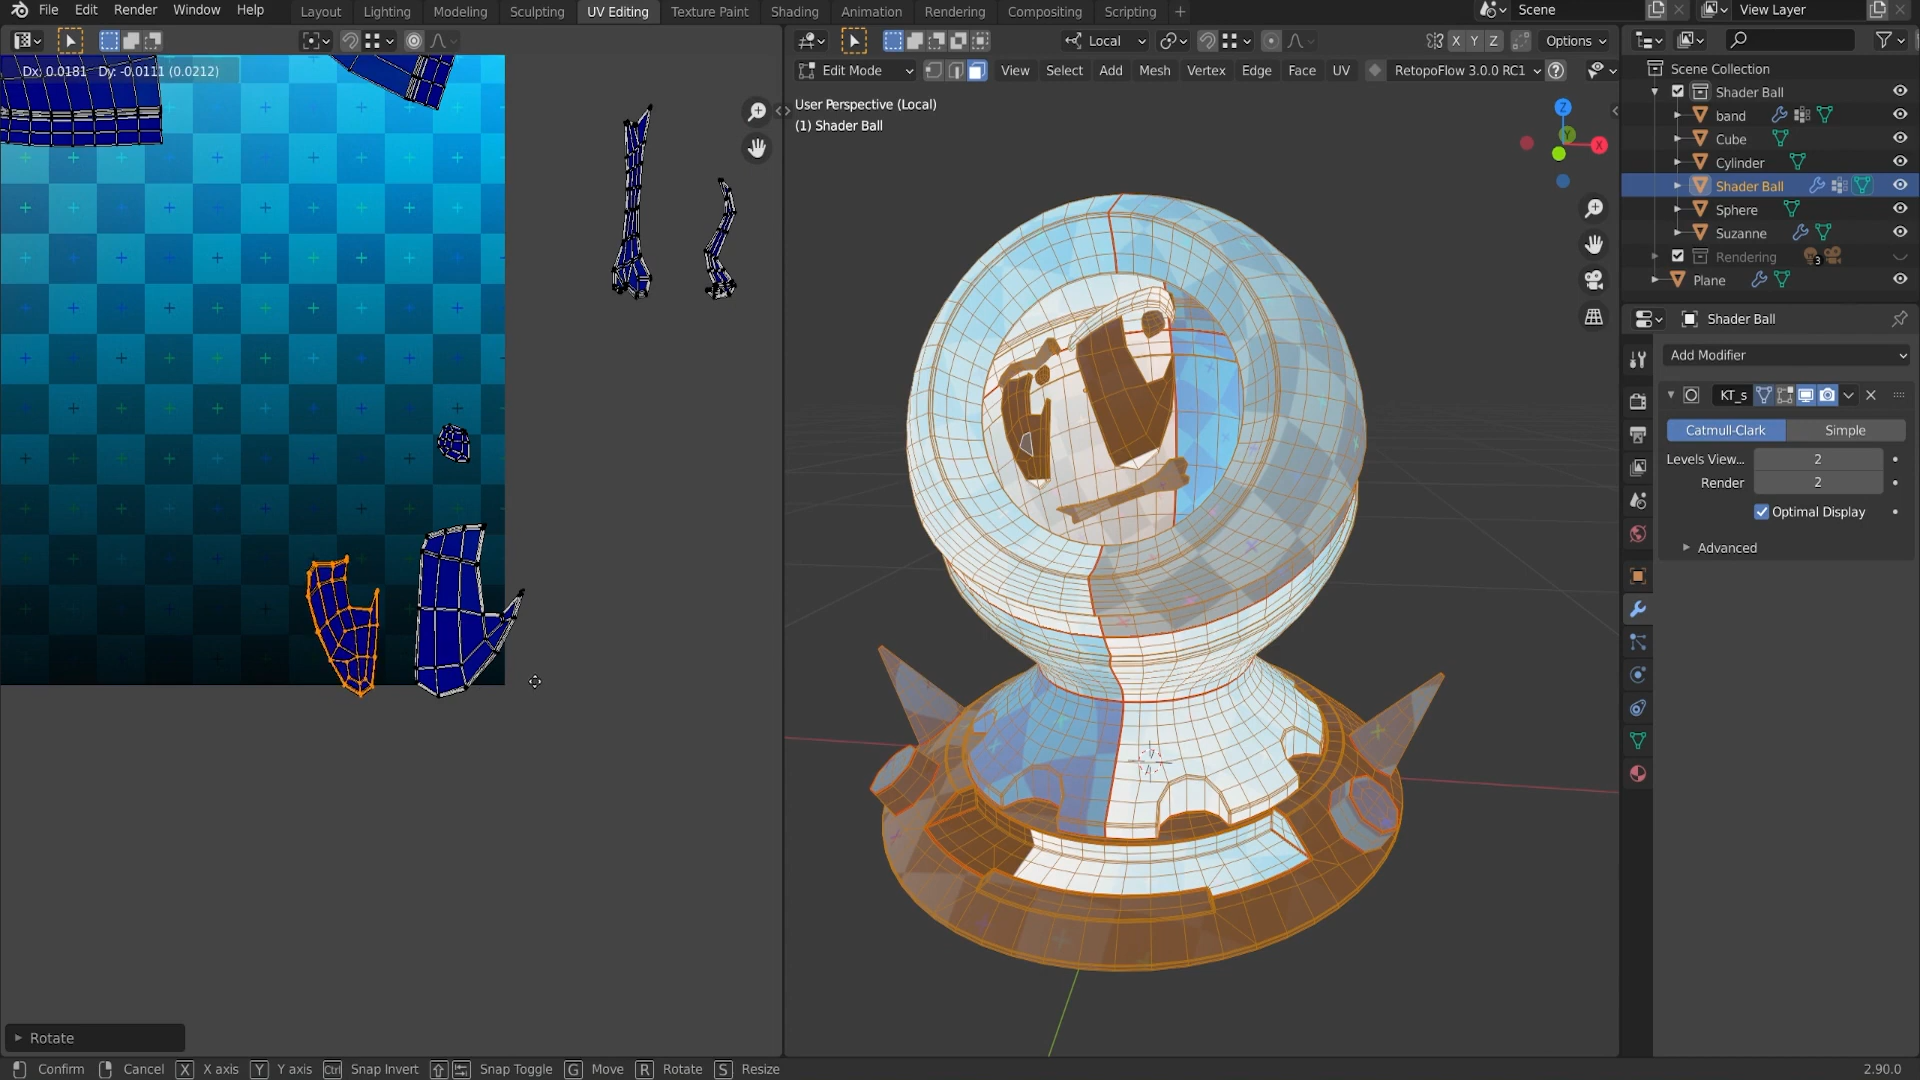 File Edit Render Window Help Layout Lighting Modeling Sculpting UV Editing Texture Paint Shading Animation Rendering Compositing Scripting + Scene View Layer
Local X Y Z Options
Dx: 0.0181 Dy: -0.0111 (0.0212)
Edit Mode View Select Add Mesh Vertex Edge Face UV RetopoFlow 3.0.0 RC1
User Perspective (Local)
(1) Shader Ball
Z
Y
X
Scene Collection
Shader Ball
band
Cube
Cylinder
Shader Ball
Sphere
Suzanne
Rendering 3
Plane
Shader Ball
Add Modifier
KT_s
Catmull-Clark Simple
Levels View... 2
Render 2
Optimal Display
Advanced
Rotate
Confirm Cancel X X axis Y Y axis Ctrl Snap Invert Snap Toggle G Move R Rotate S Resize 2.90.0